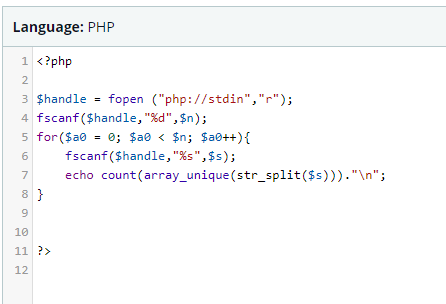 Language: PHP
1 <?php
2
3 $handle = fopen ("php://stdin","r");
4 fscanf($handle,"%d",$n);
5 for($a0 = 0; $a0 < $n; $a0++){
6     fscanf($handle,"%s",$s);
7     echo count(array_unique(str_split($s)))."\n";
8 }
9
10
11 ?>
12